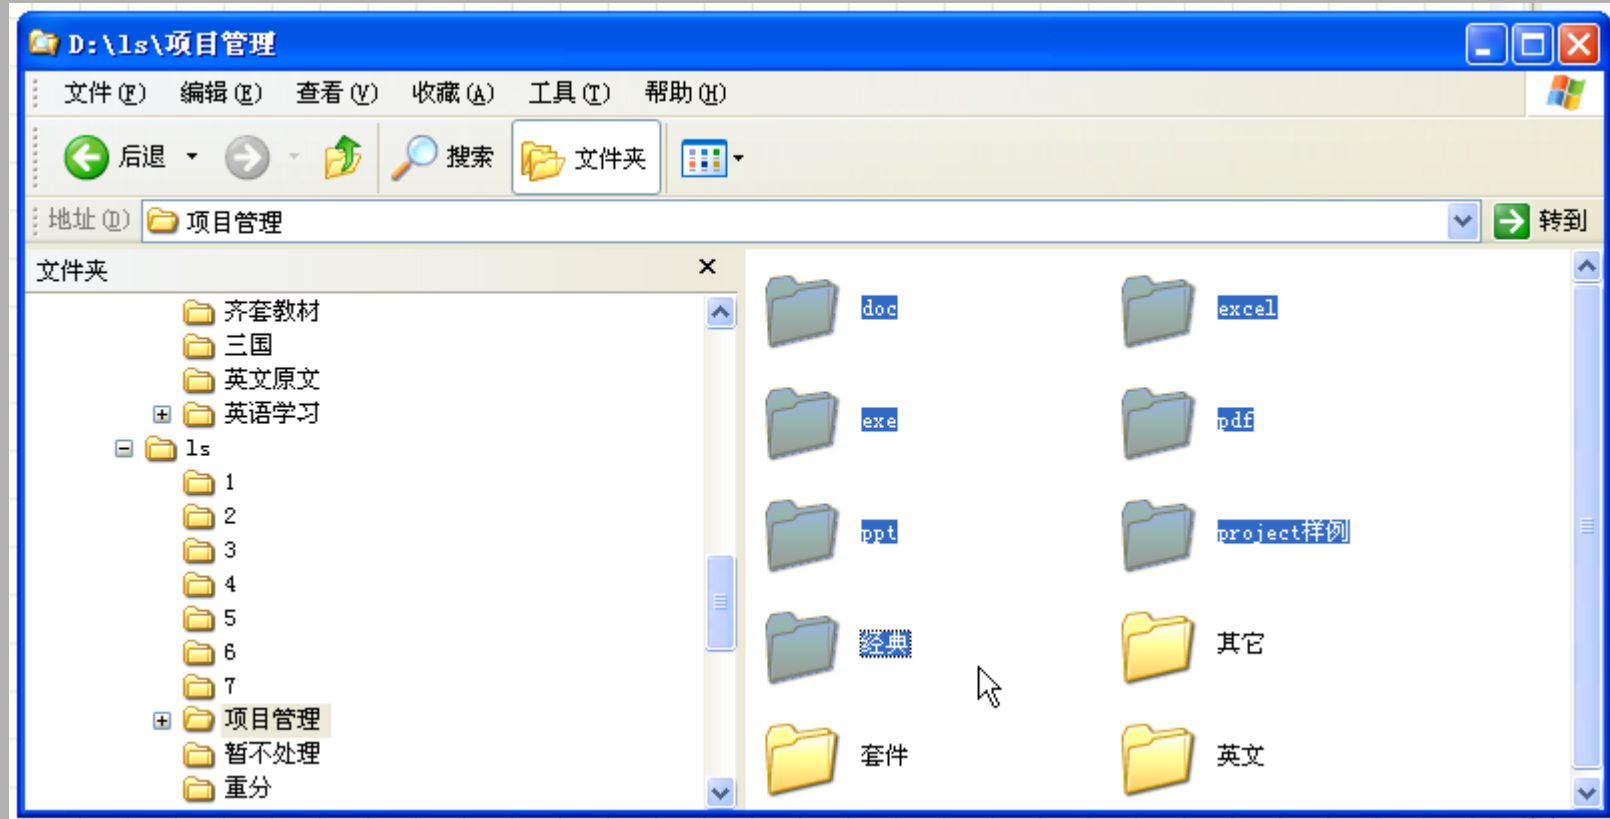 D:\ls\项目管理
文件(F) 编辑(E) 查看(V) 收藏(A) 工具(T) 帮助(H)
后退 搜索 文件夹
地址(D) 项目管理 转到
文件夹
齐套教材
三国
英文原文
英语学习
ls
1
2
3
4
5
6
7
项目管理
暂不处理
重分
doc excel
exe pdf
ppt project样例
经典 其它
套件 英文